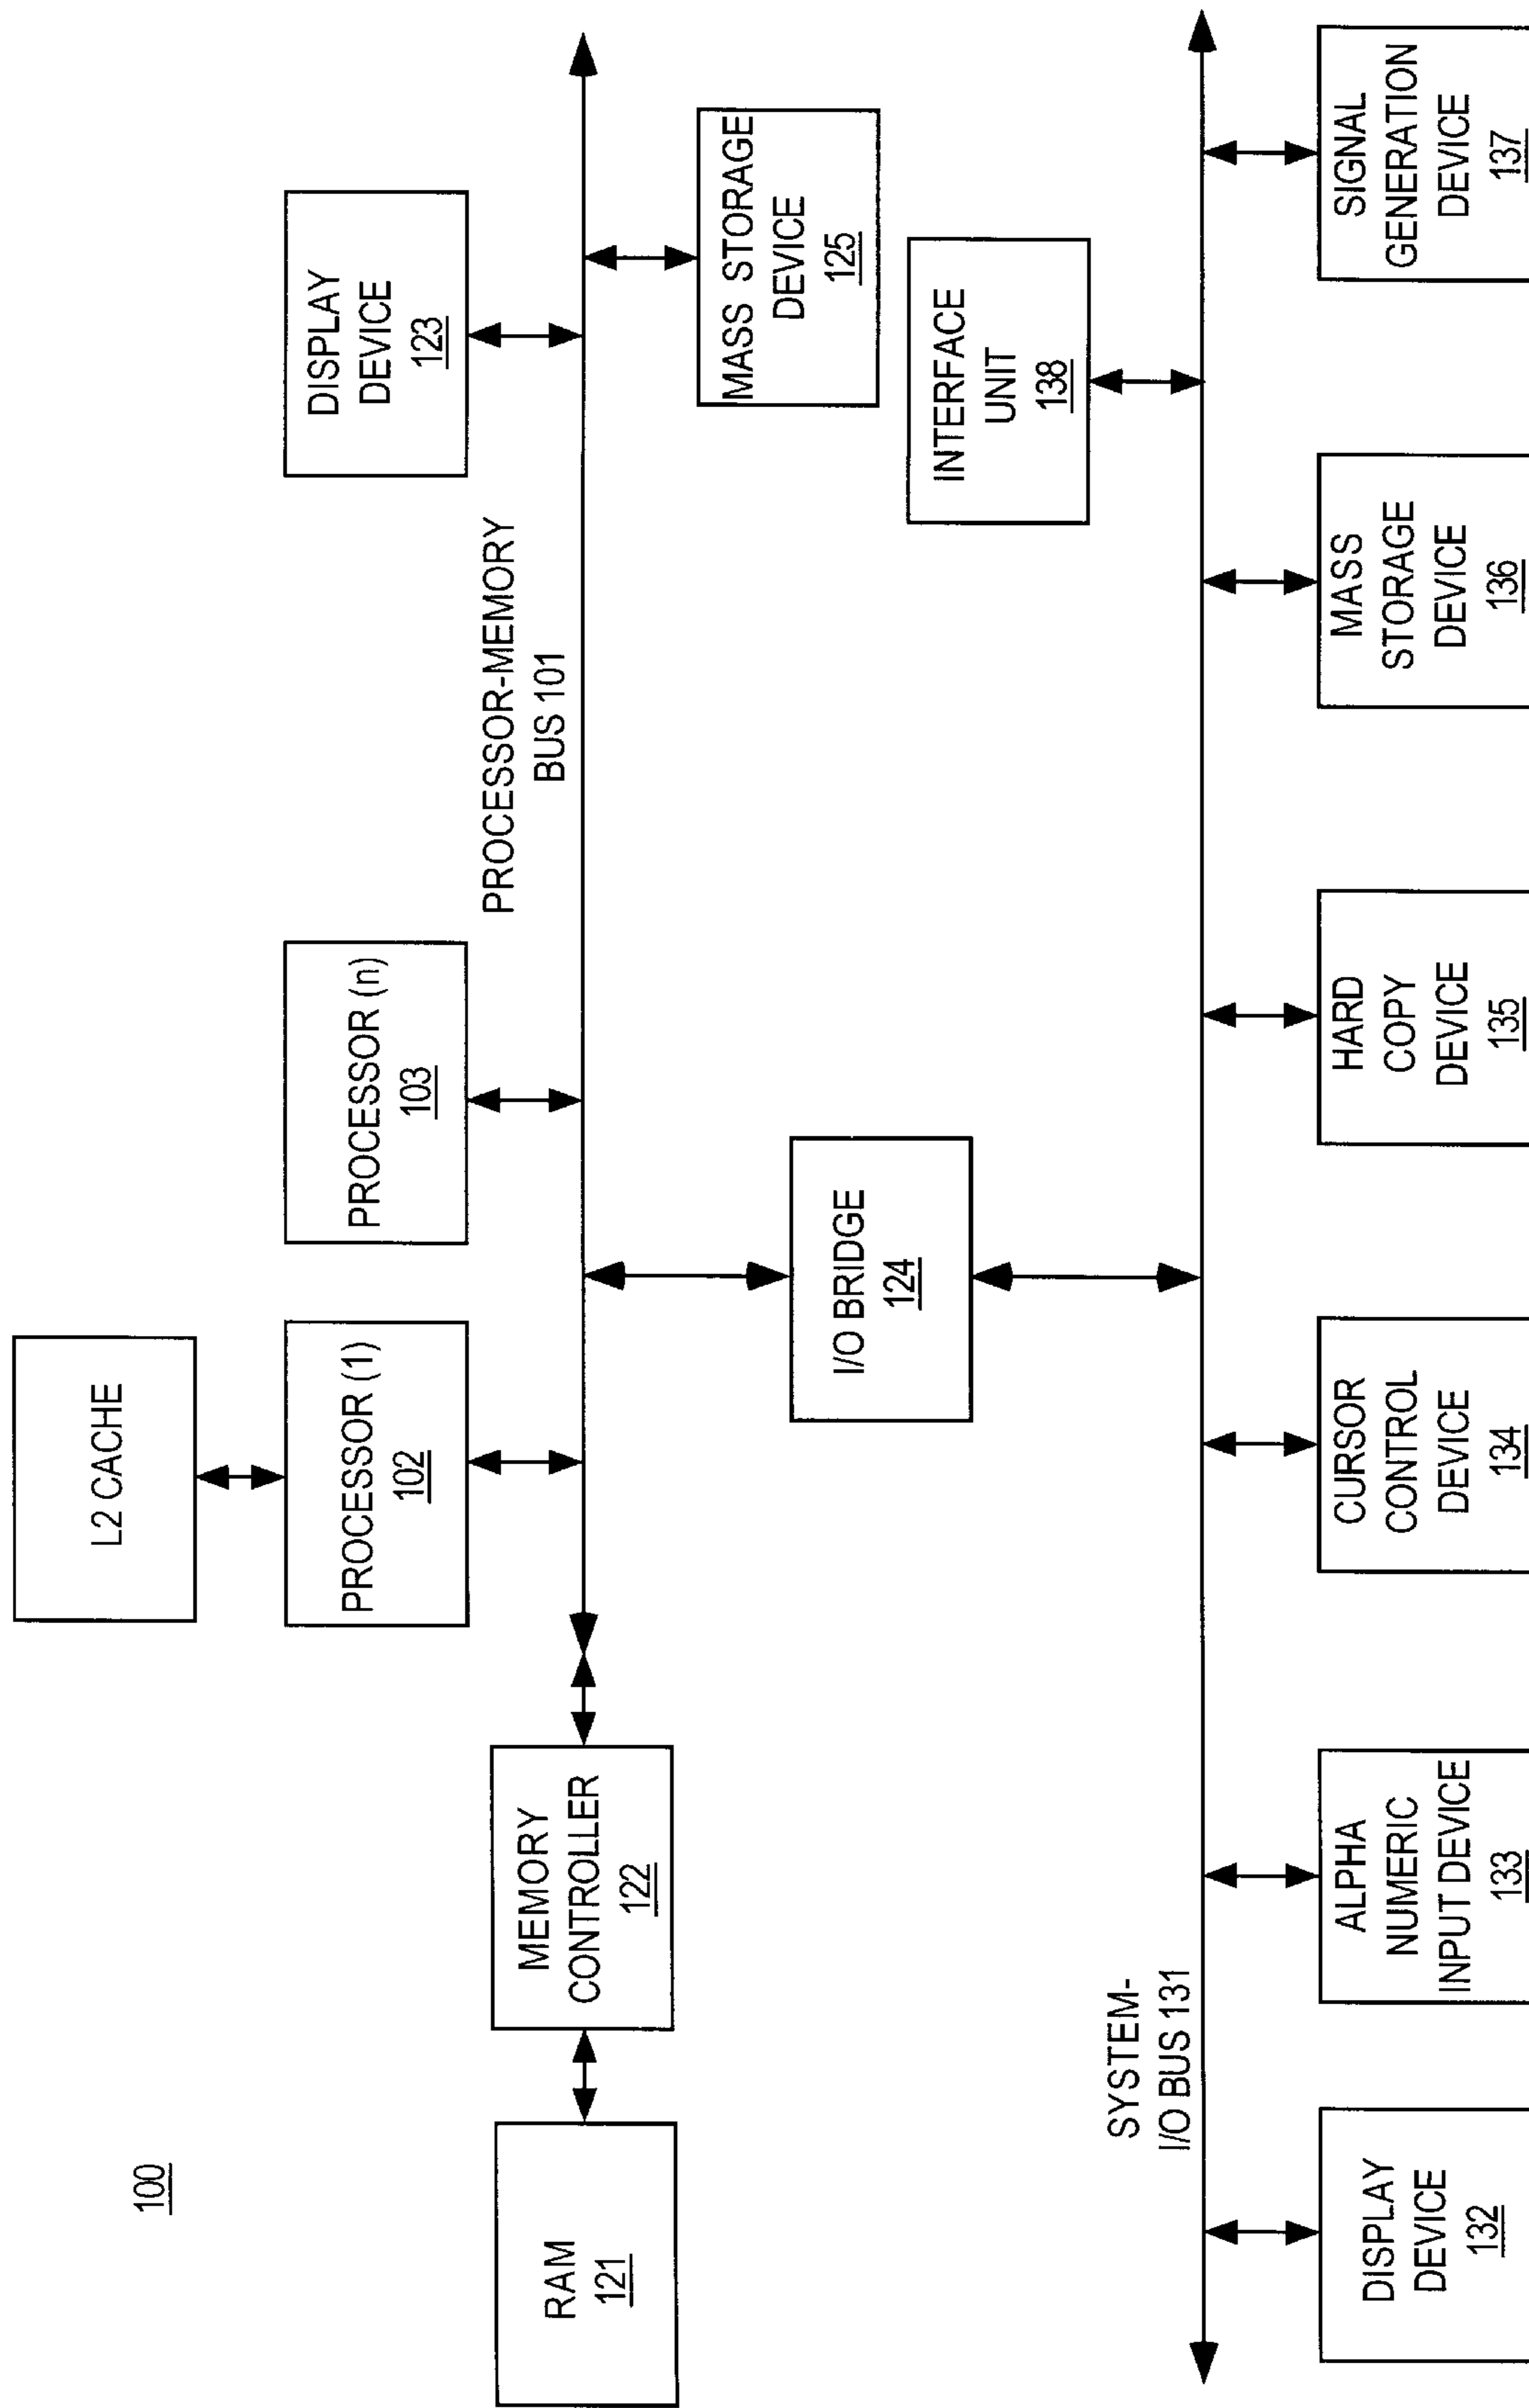 100
L2 CACHE
PROCESSOR (1)
102
PROCESSOR (n)
103
DISPLAY
DEVICE
123
RAM
121
MEMORY
CONTROLLER
122
PROCESSOR-MEMORY
BUS 101
MASS STORAGE
DEVICE
125
I/O BRIDGE
124
INTERFACE
UNIT
138
SYSTEM-
I/O BUS 131
DISPLAY
DEVICE
132
ALPHA
NUMERIC
INPUT DEVICE
133
CURSOR
CONTROL
DEVICE
134
HARD
COPY
DEVICE
135
MASS
STORAGE
DEVICE
136
SIGNAL
GENERATION
DEVICE
137